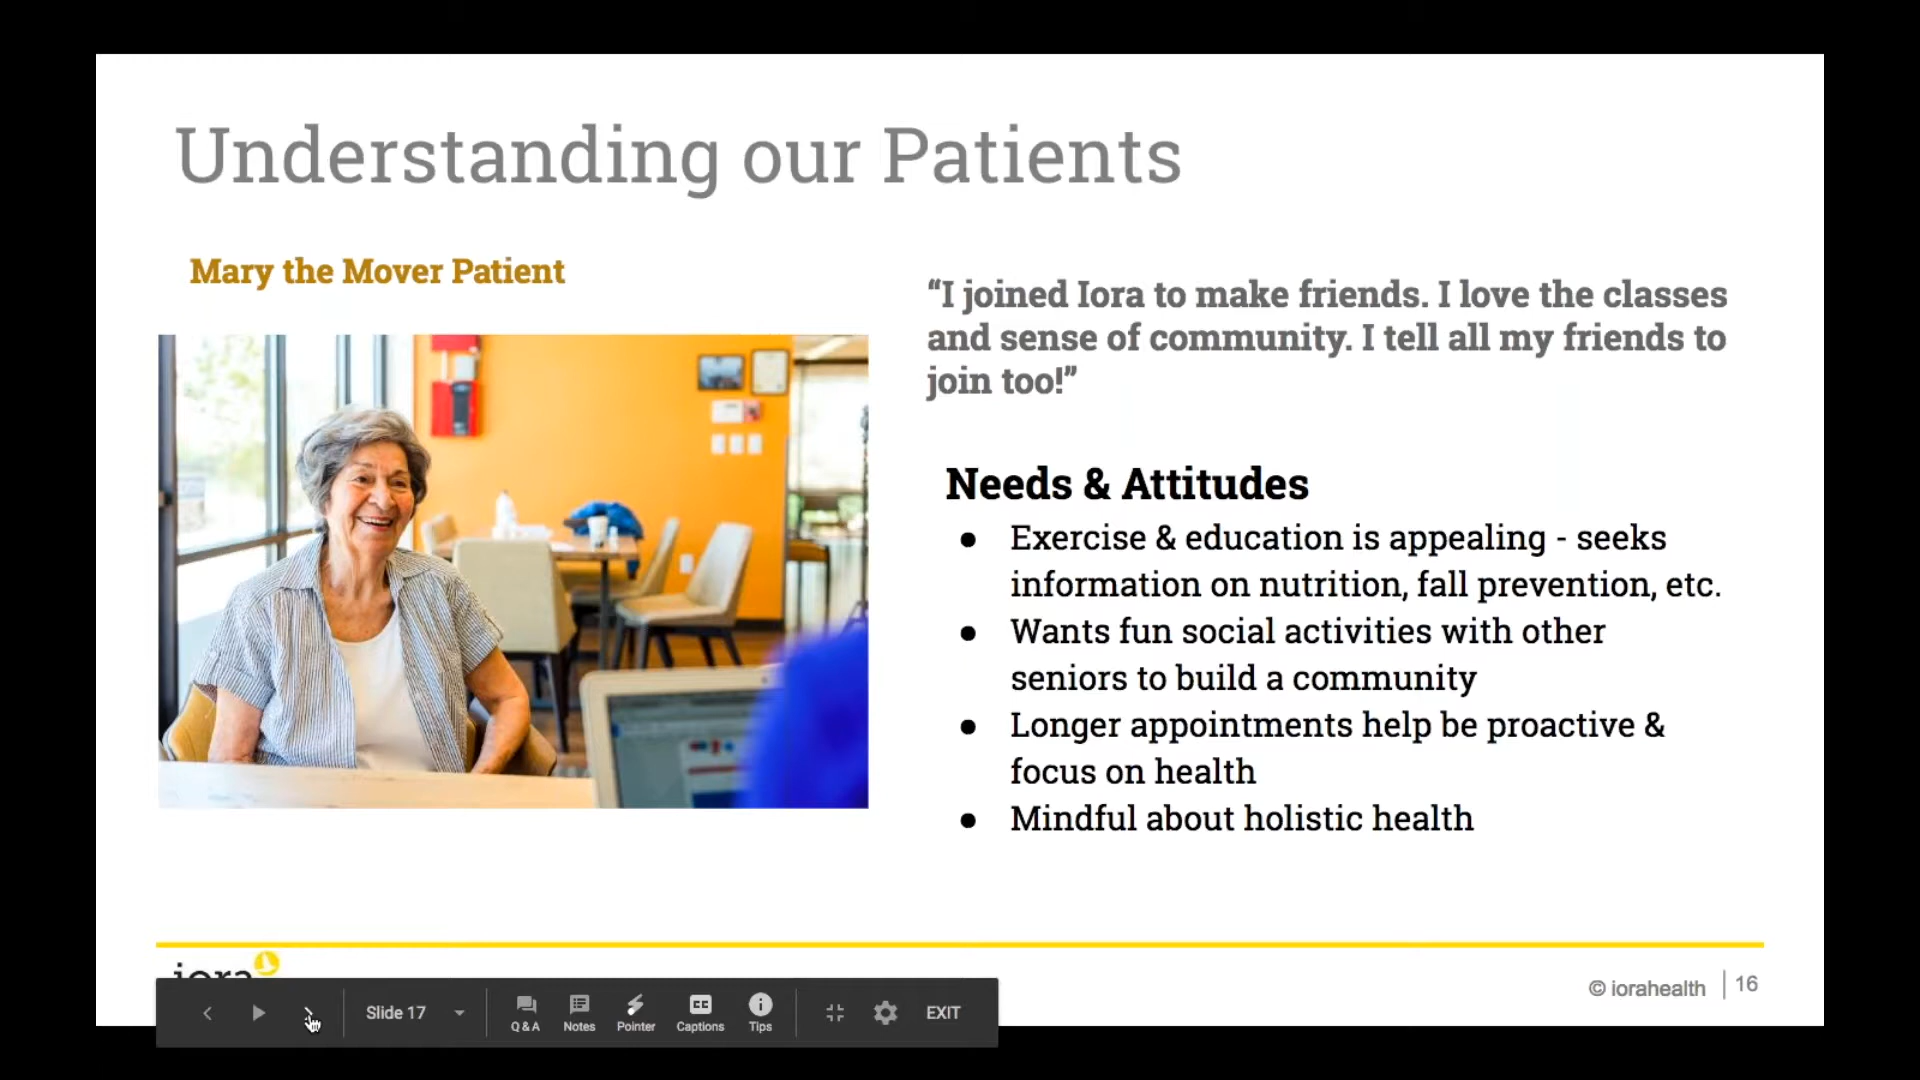 Understanding our Patients
Mary the Mover Patient
“I joined Iora to make friends. I love the classes
and sense of community. I tell all my friends to
join too!”
Needs & Attitudes
● Exercise & education is appealing - seeks
information on nutrition, fall prevention, etc.
● Wants fun social activities with other
seniors to build a community
● Longer appointments help be proactive &
focus on health
● Mindful about holistic health
iora
© iorahealth | 16
Slide 17
Q & A
Notes
Pointer
CC
Captions
Tips
EXIT